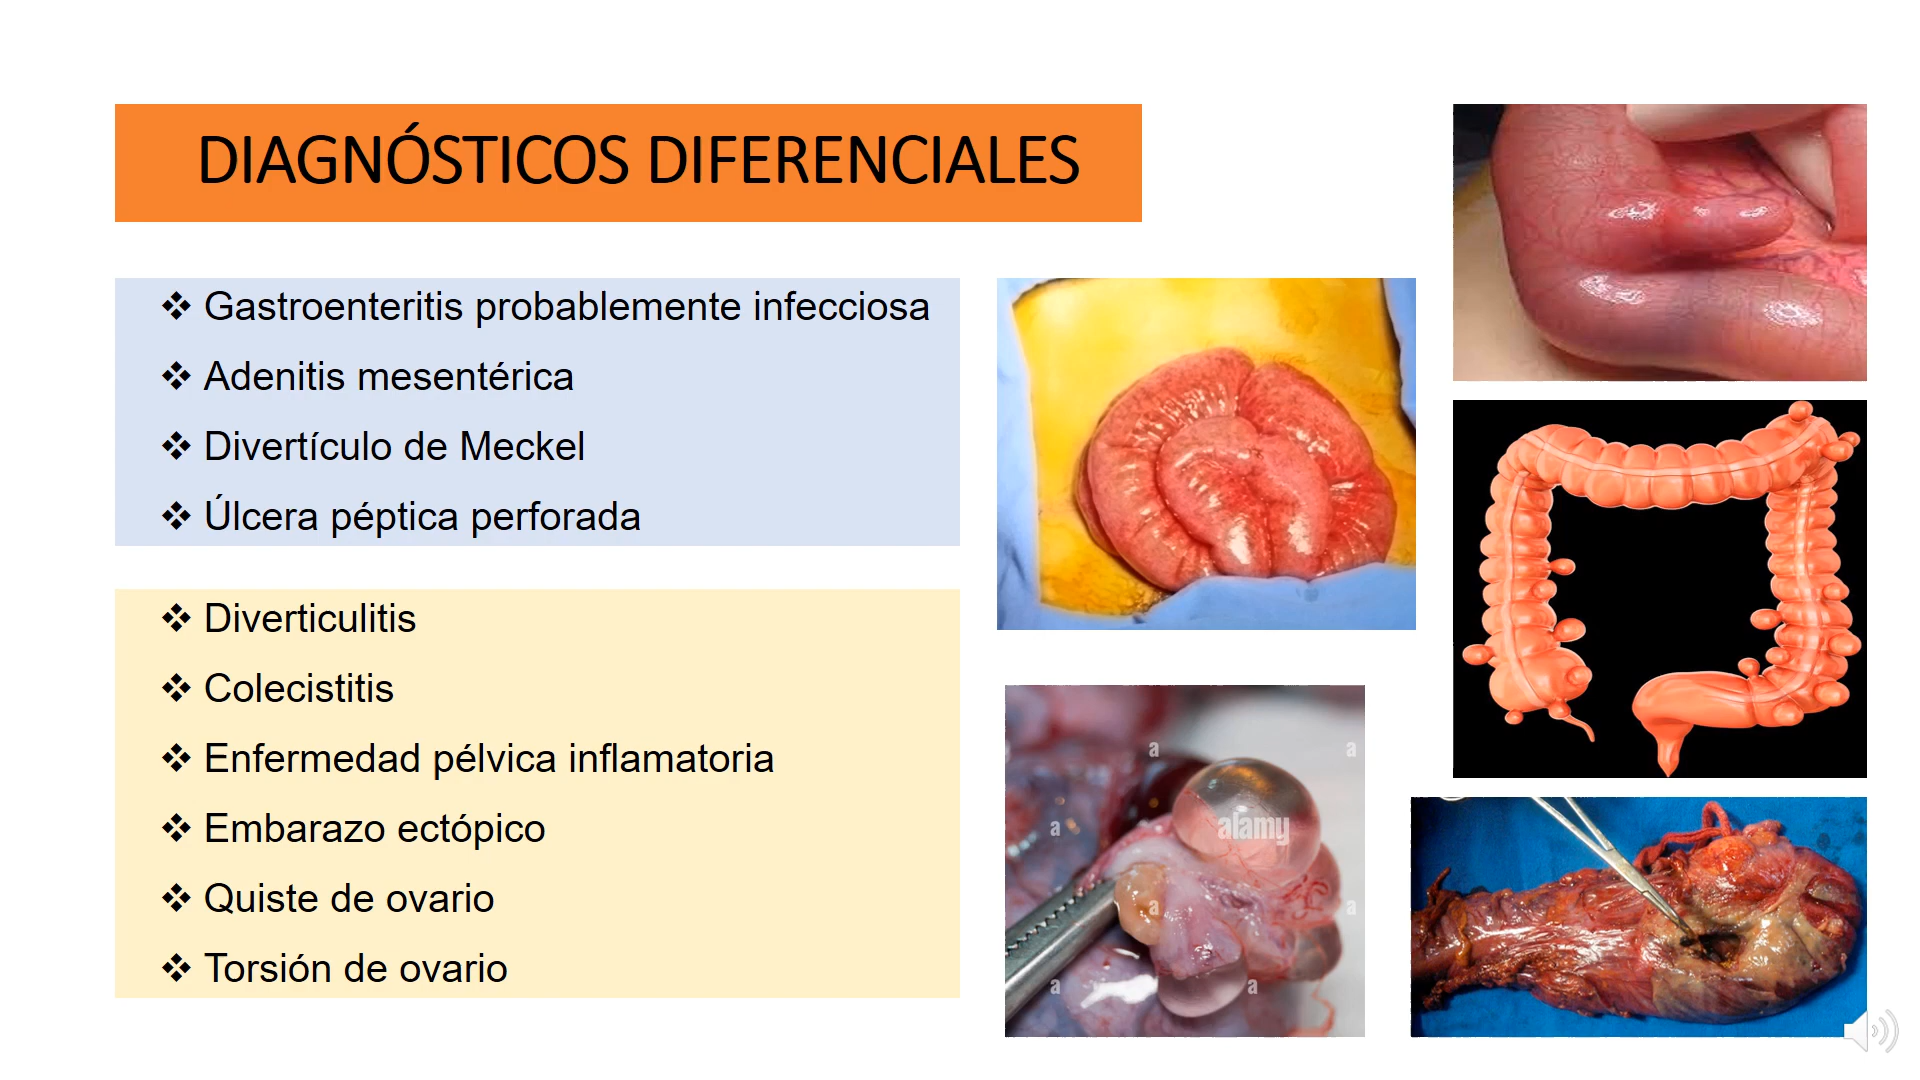 DIAGNÓSTICOS DIFERENCIALES
❖ Gastroenteritis probablemente infecciosa
❖ Adenitis mesentérica
❖ Divertículo de Meckel
❖ Úlcera péptica perforada
❖ Diverticulitis
❖ Colecistitis
❖ Enfermedad pélvica inflamatoria
❖ Embarazo ectópico
❖ Quiste de ovario
❖ Torsión de ovario
a a
a alamy
a a
a a